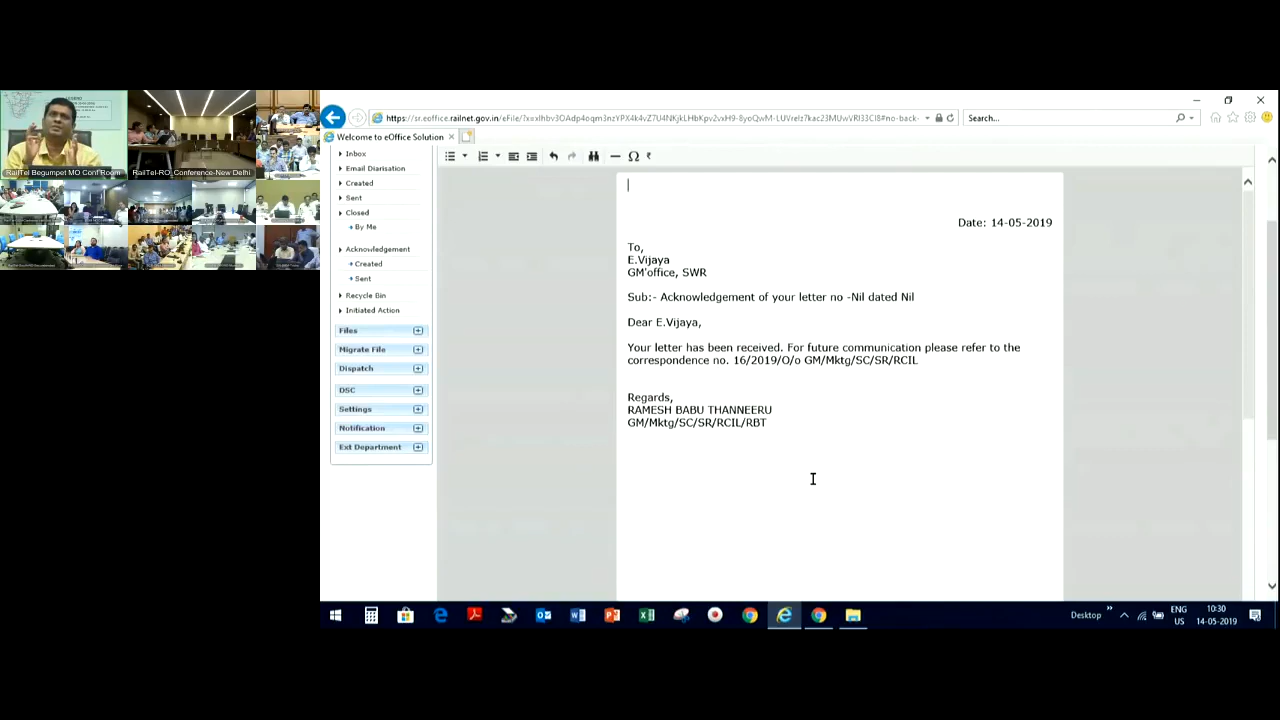 RailTel Begumpet MO Conf Room
RailTel-RO_Conference-New Delhi
Search...
Welcome to eOffice Solution
Inbox
Email Diarisation
Created
Sent
Closed
By Me
Acknowledgement
Created
Sent
Recycle Bin
Initiated Action
Files
Migrate File
Dispatch
DSC
Settings
Notification
Ext Department
Date: 14-05-2019
To,
E.Vijaya
GM'office, SWR
Sub:- Acknowledgement of your letter no -Nil dated Nil
Dear E.Vijaya,
Your letter has been received. For future communication please refer to the
correspondence no. 16/2019/O/o GM/Mktg/SC/SR/RCIL
Regards,
RAMESH BABU THANNEERU
GM/Mktg/SC/SR/RCIL/RBT
Desktop
ENG
US
10:30
14-05-2019